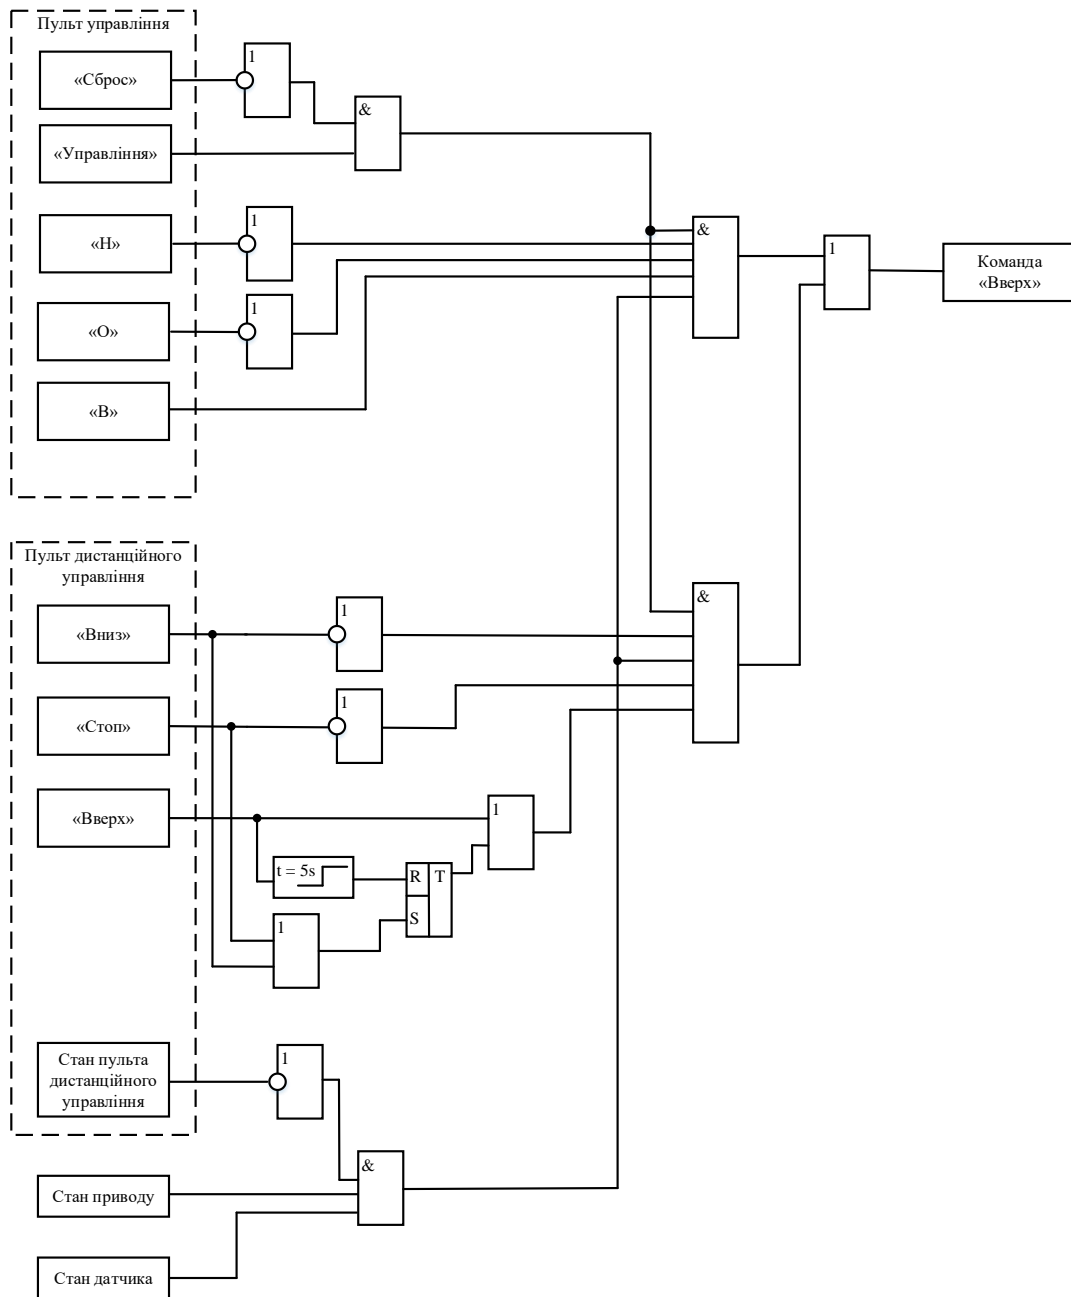 Пульт управління
«Сброс»
1
&
«Управління»
«Н»
1
&
1
Команда
«Вверх»
«О»
1
«В»
Пульт дистанційного
управління
«Вниз»
1
&
«Стоп»
1
«Вверх»
1
t = 5s
R
T
S
1
Стан пульта
дистанційного
управління
1
&
Стан приводу
Стан датчика